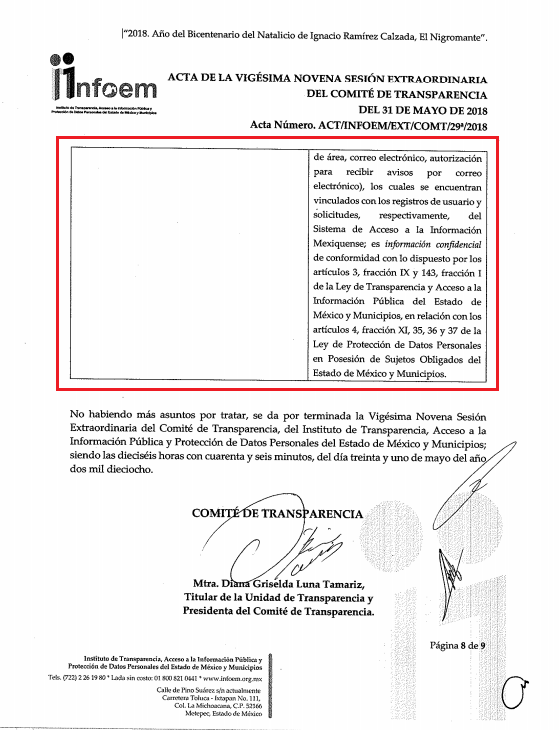 "2018. Año del Bicentenario del Natalicio de Ignacio Ramírez Calzada, El Nigromante".
infoem
Instituto de Transparencia, Acceso a la Información Pública y
Protección de Datos Personales del Estado de México y Municipios
ACTA DE LA VIGÉSIMA NOVENA SESIÓN EXTRAORDINARIA
DEL COMITÉ DE TRANSPARENCIA
DEL 31 DE MAYO DE 2018
Acta Número. ACT/INFOEM/EXT/COMT/29ª/2018
de área, correo electrónico, autorización
para recibir avisos por correo
electrónico), los cuales se encuentran
vinculados con los registros de usuario y
solicitudes, respectivamente, del
Sistema de Acceso a la Información
Mexiquense; es información confidencial
de conformidad con lo dispuesto por los
artículos 3, fracción IX y 143, fracción I
de la Ley de Transparencia y Acceso a la
Información Pública del Estado de
México y Municipios, en relación con los
artículos 4, fracción XI, 35, 36 y 37 de la
Ley de Protección de Datos Personales
en Posesión de Sujetos Obligados del
Estado de México y Municipios.
No habiendo más asuntos por tratar, se da por terminada la Vigésima Novena Sesión
Extraordinaria del Comité de Transparencia, del Instituto de Transparencia, Acceso a la
Información Pública y Protección de Datos Personales del Estado de México y Municipios;
siendo las dieciséis horas con cuarenta y seis minutos, del día treinta y uno de mayo del año
dos mil dieciocho.
COMITÉ DE TRANSPARENCIA
Mtra. Diana Griselda Luna Tamariz,
Titular de la Unidad de Transparencia y
Presidenta del Comité de Transparencia.
Página 8 de 9
Instituto de Transparencia, Acceso a la Información Pública y
Protección de Datos Personales del Estado de México y Municipios
Tels. (722) 2 26 19 80 * Lada sin costo: 01 800 821 0441 * www.infoem.org.mx
Calle de Pino Suárez s/n actualmente
Carretera Toluca - Ixtapan No. 111,
Col. La Michoacana, C.P. 52166
Metepec, Estado de México